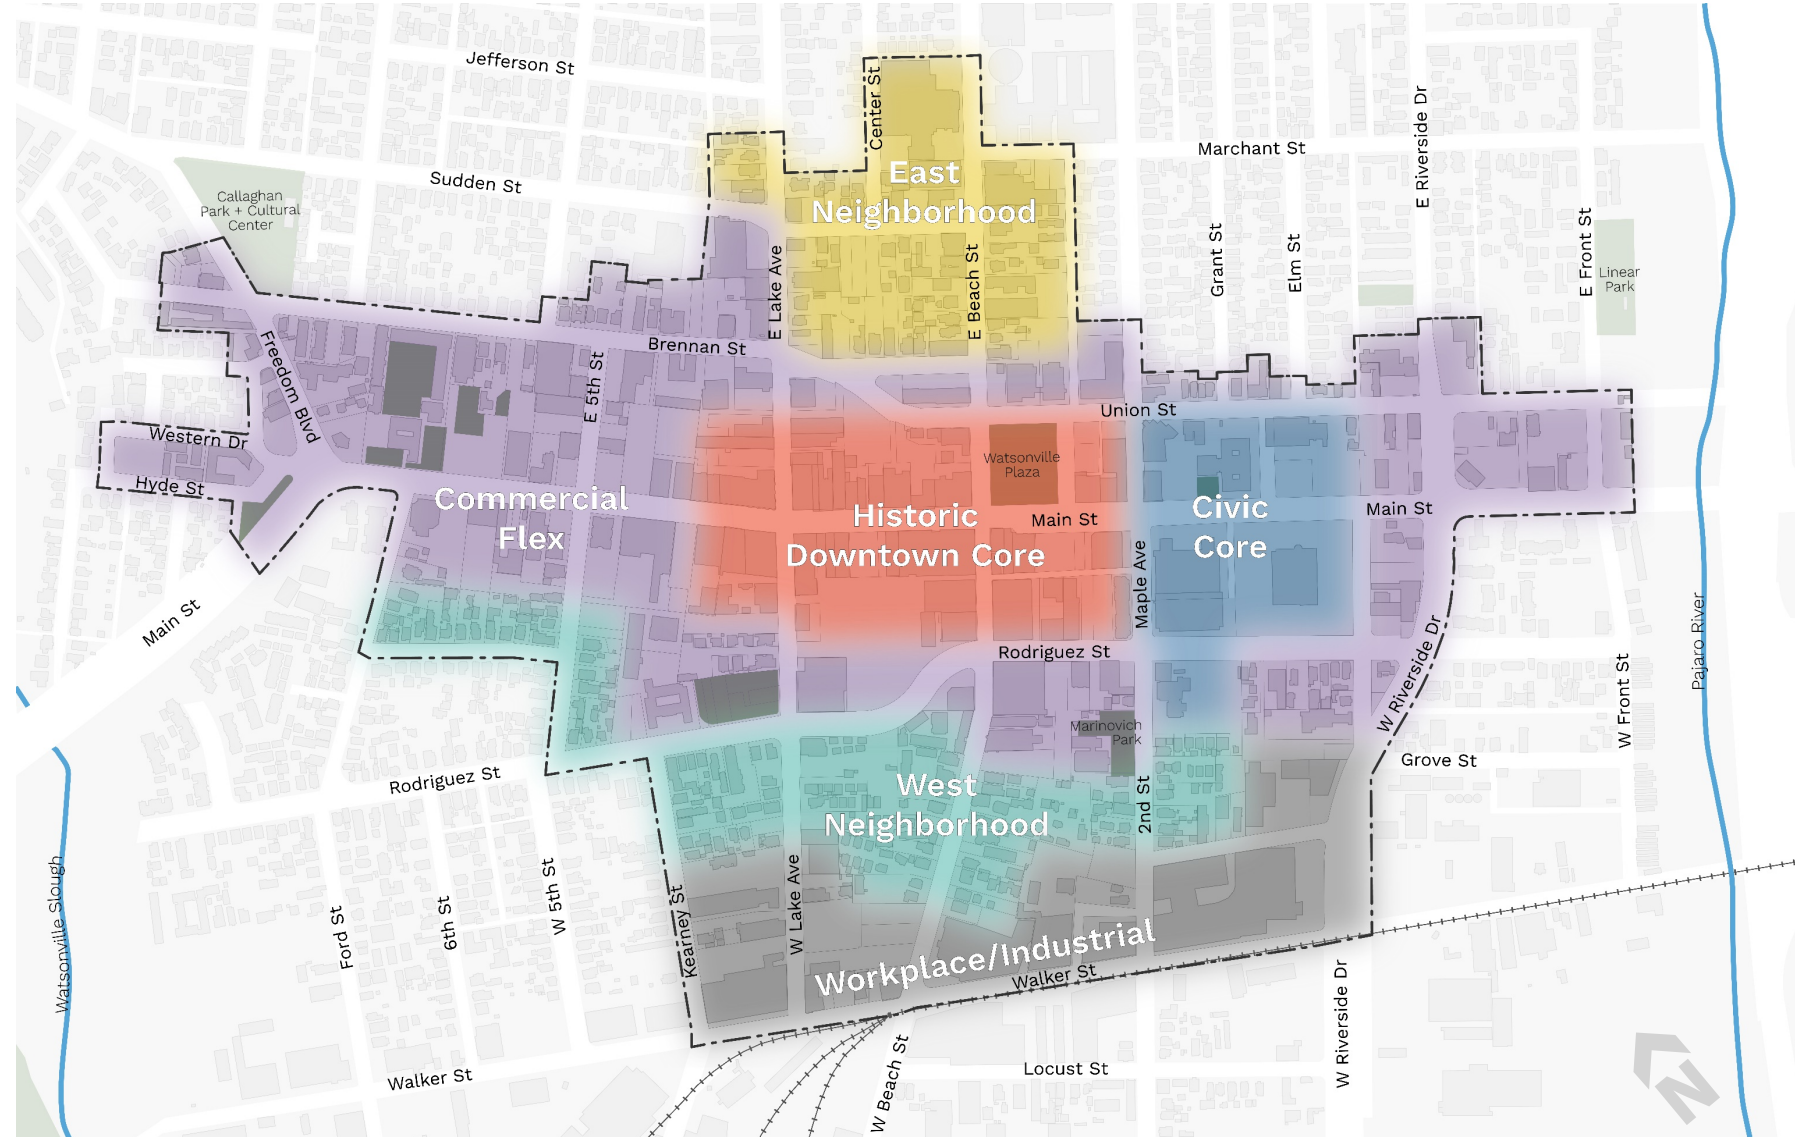 Jefferson St
Center St
E Riverside Dr
Marchant St
East
Neighborhood
Sudden St
Callaghan
Park + Cultural
Center
E Lake Ave
E Beach St
Grant St
Elm St
E Front St
Linear
Park
Freedom Blvd
Brennan St
E 5th St
Union St
Western Dr
Hyde St
Watsonville
Plaza
Commercial
Flex
Historic
Downtown Core
Main St
Civic
Core
Main St
Maple Ave
Main St
Rodriguez St
W Riverside Dr
W Front St
Pajaro River
Marinovich
Park
Rodriguez St
Grove St
West
Neighborhood
2nd St
Watsonville Slough
Ford St
6th St
W 5th St
Kearney St
W Lake Ave
Workplace/Industrial
Walker St
W Riverside Dr
Walker St
W Beach St
Locust St
N